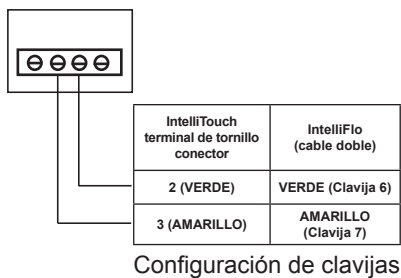 IntelliTouch
terminal de tornillo
conector
IntelliFlo
(cable doble)
2 (VERDE)
VERDE (Clavija 6)
3 (AMARILLO)
AMARILLO
(Clavija 7)
Configuración de clavijas